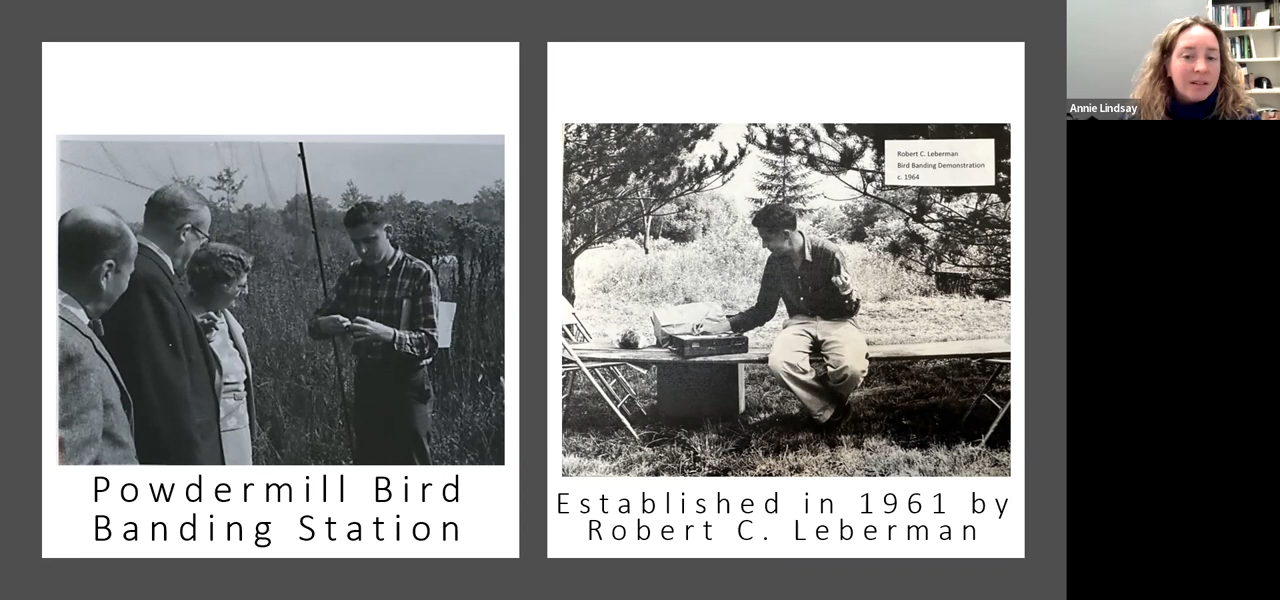 Powdermill Bird
Banding Station
Robert C. Leberman
Bird Banding Demonstration
c. 1964
Established in 1961 by
Robert C. Leberman
Annie Lindsay